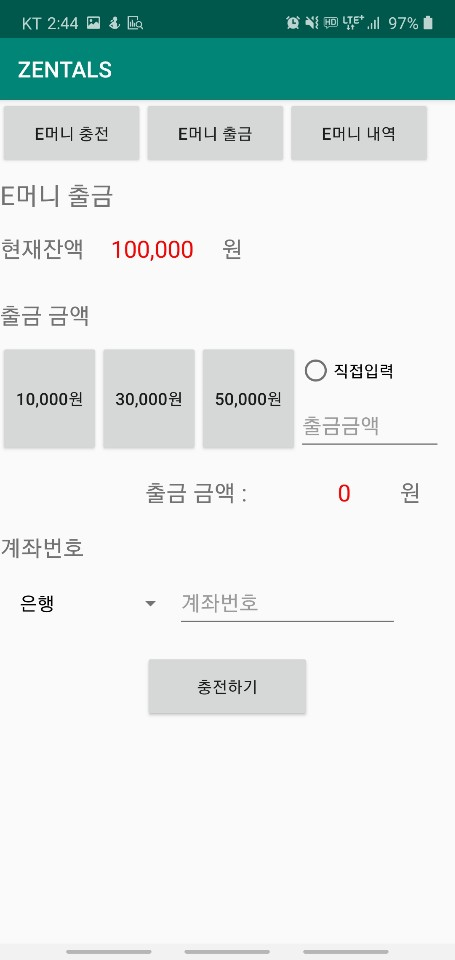 KT 2:44 HD LTE+ 97%
ZENTALS
E머니 충전 E머니 출금 E머니 내역
E머니 출금
현재잔액 100,000 원
출금 금액
10,000원 30,000원 50,000원 직접입력
출금금액
출금 금액 : 0 원
계좌번호
은행 계좌번호
충전하기